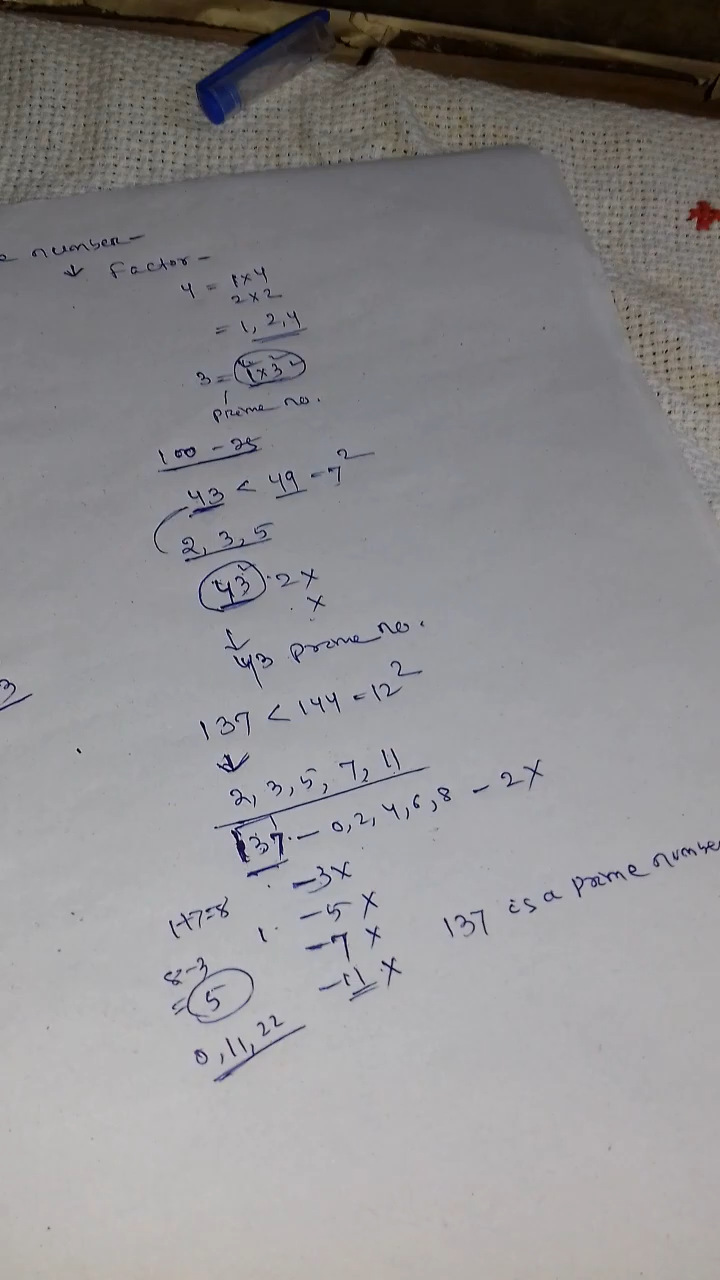 number-
↓ Factor-
4 = 1×4
2×2
= 1, 2, 4
3 = 1×3
prime no.
100 - 25
43 < 49 = 7²
2, 3, 5
43 - 2×
×
↓
43 prime no.
3
137 < 144 = 12²
↓
2, 3, 5, 7, 11
137 - 0, 2, 4, 6, 8 - 2×
-3×
1+7=8 -5×
-7× 137 is a prime number
8-3 -11×
= 5
0, 11, 22